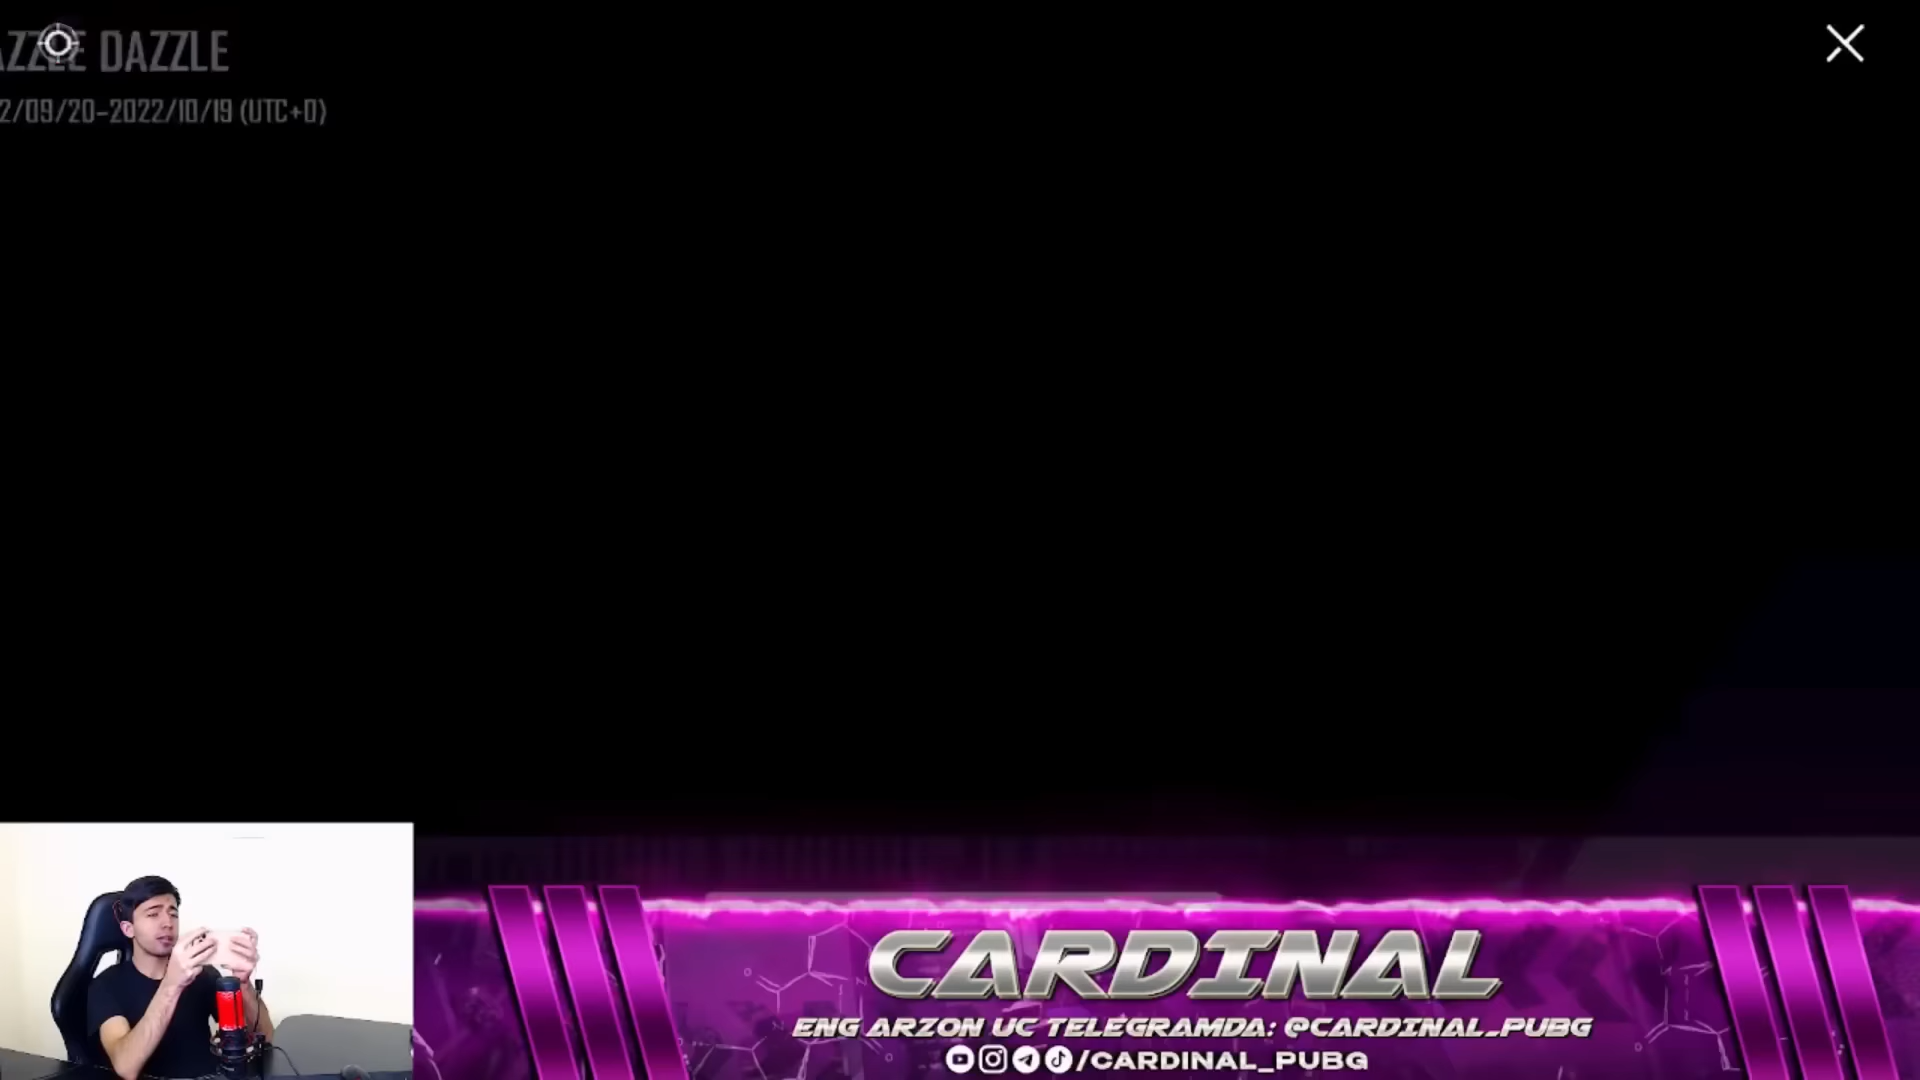 DAZZLE
2/09/20-2022/10/19 (UTC+0)
CARDINAL
ENG ARZON UC TELEGRAMDA: @CARDINAL_PUBG
/CARDINAL_PUBG